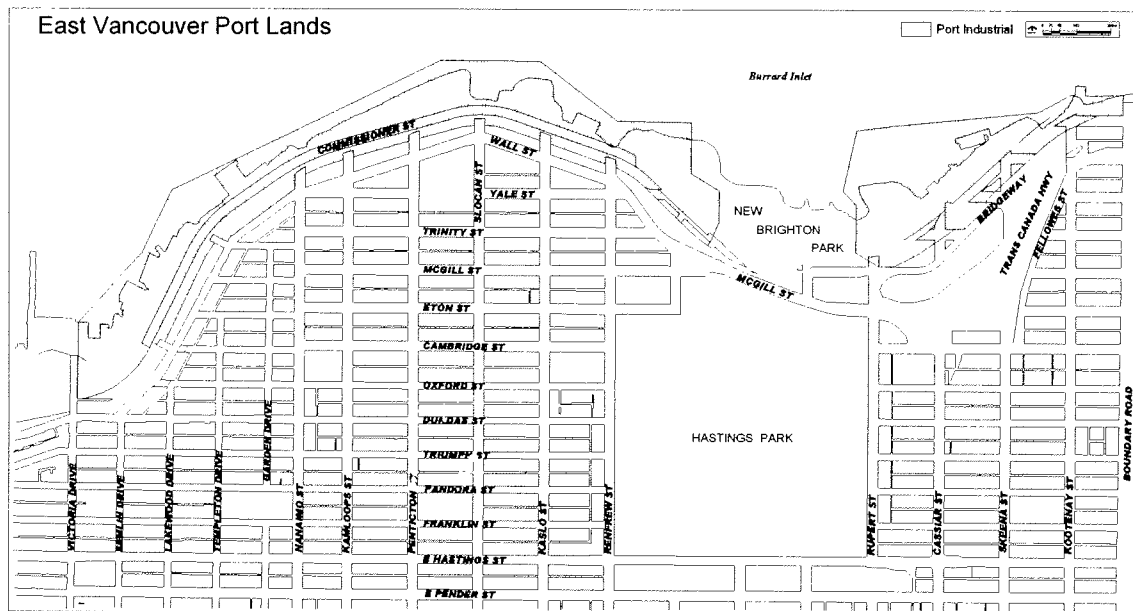 East Vancouver Port Lands
Port Industrial
Burrard Inlet
COMMISSIONER ST
WALL ST
SLOCAN ST
YALE ST
TRINITY ST
MCGILL ST
ETON ST
CAMBRIDGE ST
OXFORD ST
DUNDAS ST
TRIUMPH ST
PANDORA ST
FRANKLIN ST
E HASTINGS ST
E PENDER ST
NEW
BRIGHTON
PARK
MCGILL ST
BRIDGEWAY
TRANS CANADA HWY
FELLOWES ST
HASTINGS PARK
VICTORIA DRIVE
SEMLIN DRIVE
LAKEWOOD DRIVE
TEMPLETON DRIVE
GARDEN DRIVE
NANAIMO ST
KAMLOOPS ST
PENTICTON ST
KASLO ST
RENFREW ST
RUPERT ST
CASSIAR ST
SKEENA ST
KOOTENAY ST
BOUNDARY ROAD